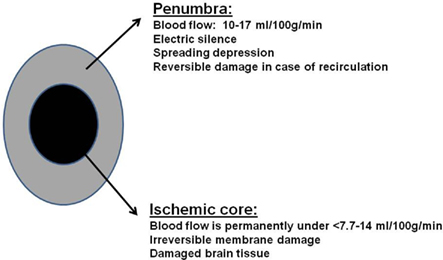 Penumbra:
Blood flow: 10-17 ml/100g/min
Electric silence
Spreading depression
Reversible damage in case of recirculation
Ischemic core:
Blood flow is permanently under <7.7-14 ml/100g/min
Irreversible membrane damage
Damaged brain tissue